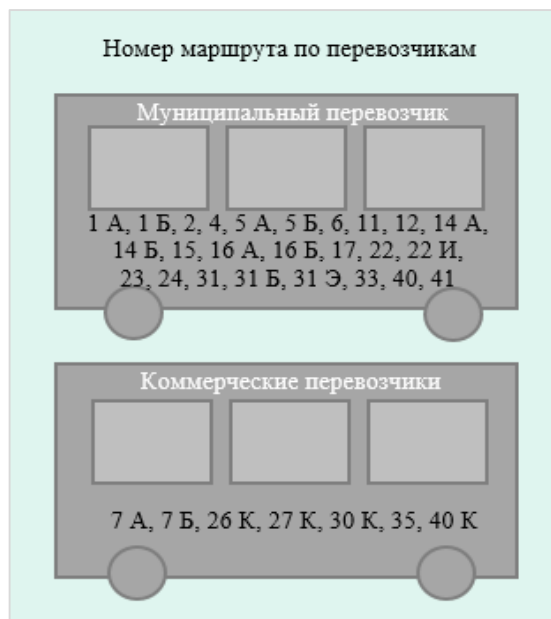 Номер маршрута по перевозчикам
Муниципальный перевозчик
1 А, 1 Б, 2, 4, 5 А, 5 Б, 6, 11, 12, 14 А,
14 Б, 15, 16 А, 16 Б, 17, 22, 22 И,
23, 24, 31, 31 Б, 31 Э, 33, 40, 41
Коммерческие перевозчики
7 А, 7 Б, 26 К, 27 К, 30 К, 35, 40 К